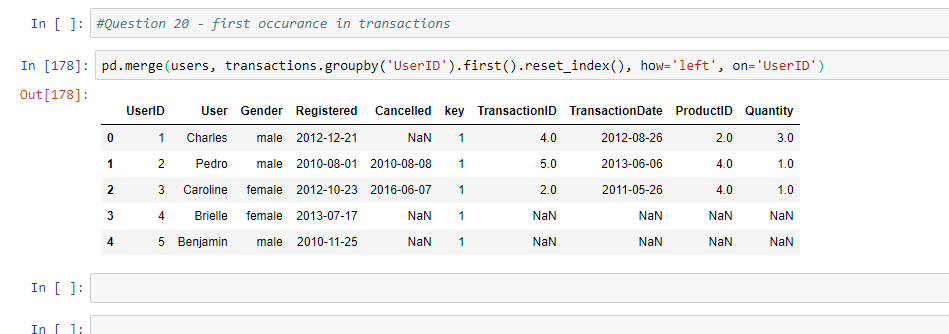 In [ ]: #Question 20 - first occurance in transactions
In [178]: pd.merge(users, transactions.groupby('UserID').first().reset_index(), how='left', on='UserID')
Out[178]:
UserID User Gender Registered Cancelled key TransactionID TransactionDate ProductID Quantity
0 1 Charles male 2012-12-21 NaN 1 4.0 2012-08-26 2.0 3.0
1 2 Pedro male 2010-08-01 2010-08-08 1 5.0 2013-06-06 4.0 1.0
2 3 Caroline female 2012-10-23 2016-06-07 1 2.0 2011-05-26 4.0 1.0
3 4 Brielle female 2013-07-17 NaN 1 NaN NaN NaN NaN
4 5 Benjamin male 2010-11-25 NaN 1 NaN NaN NaN NaN
In [ ]:
In [ ]: